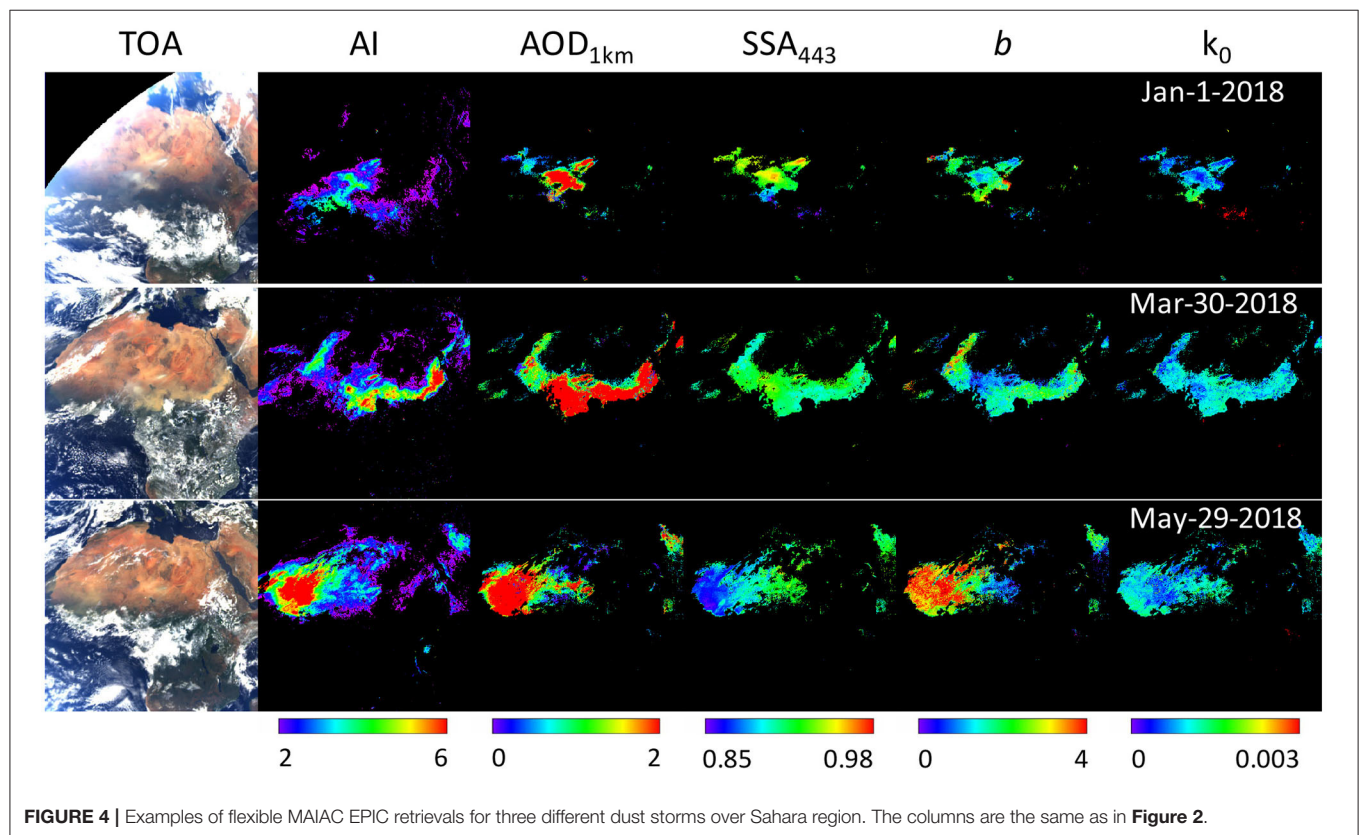 TOA AI AOD1km SSA443 b k0
Jan-1-2018
Mar-30-2018
May-29-2018
2 6 0 2 0.85 0.98 0 4 0 0.003
FIGURE 4 | Examples of flexible MAIAC EPIC retrievals for three different dust storms over Sahara region. The columns are the same as in Figure 2.